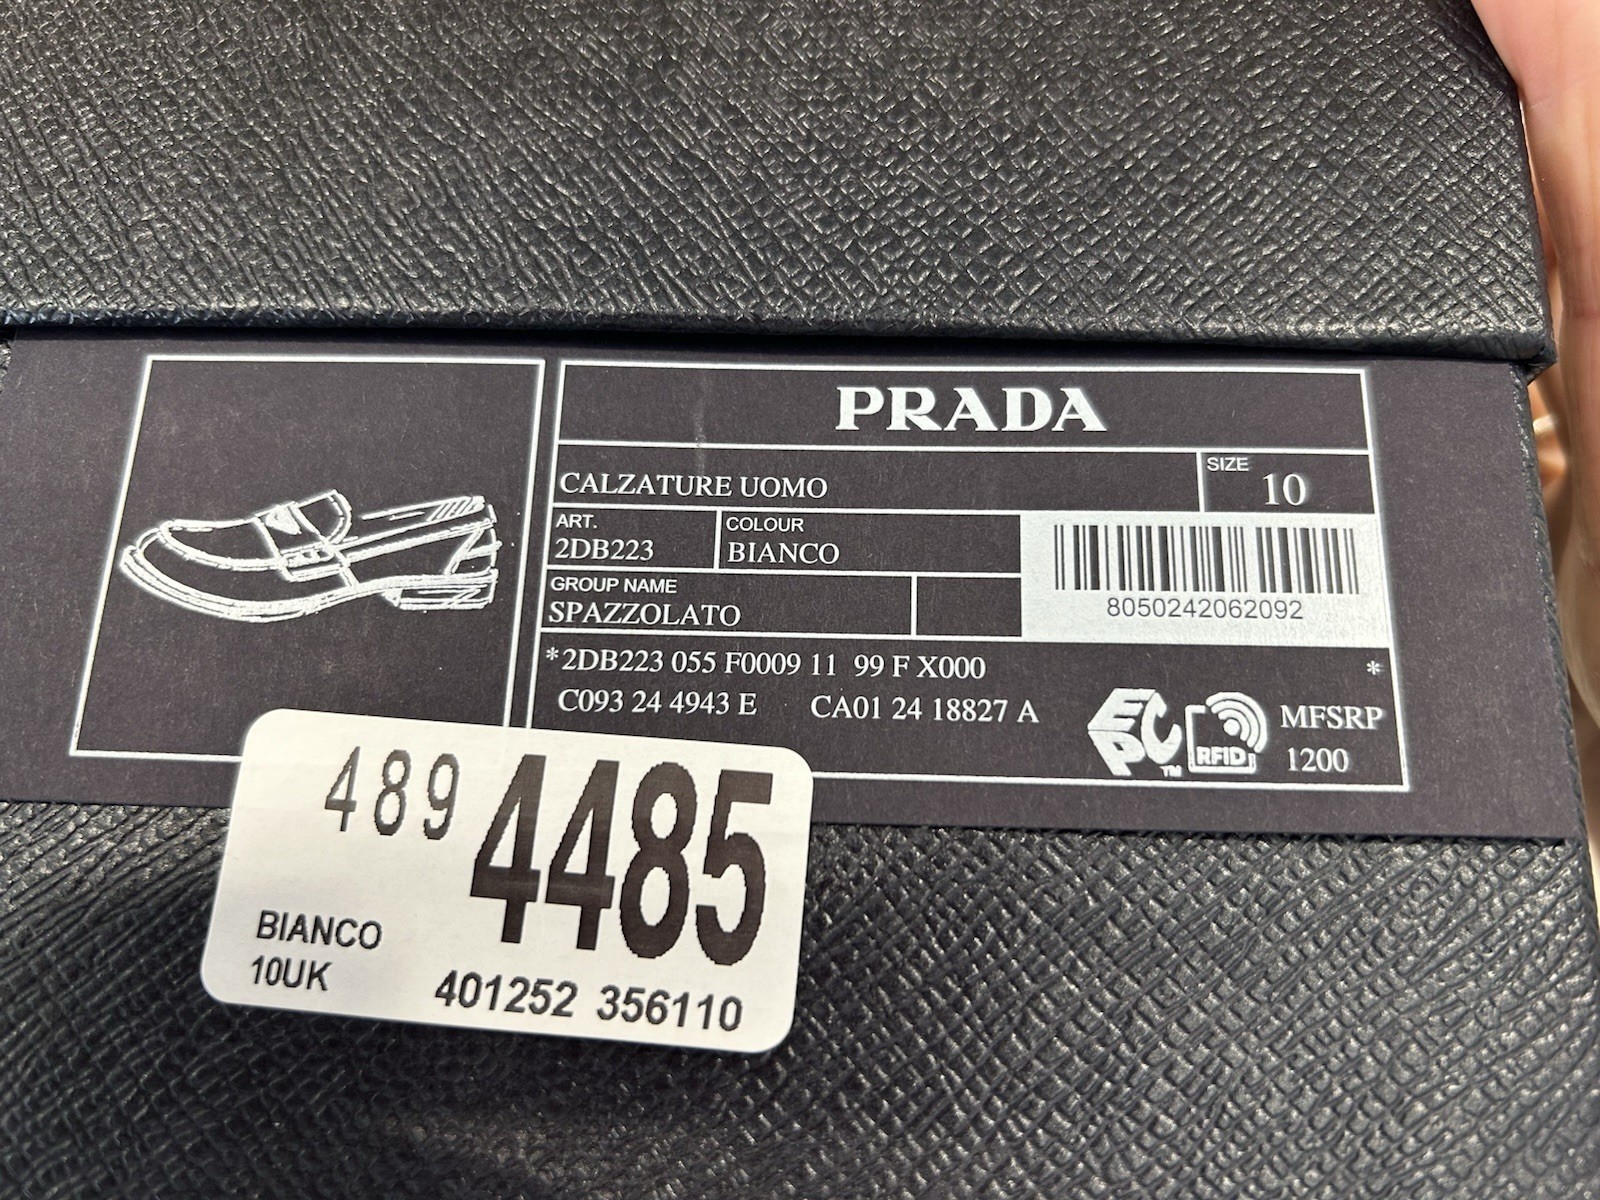 PRADA
CALZATURE UOMO
SIZE
10
ART.
2DB223
COLOUR
BIANCO
8050242062092
GROUP NAME
SPAZZOLATO
*2DB223 055 F0009 11 99 F X000 *
C093 24 4943 E CA01 24 18827 A
EPC TM
RFID
MFSRP
1200
489 4485
BIANCO
10UK
401252 356110